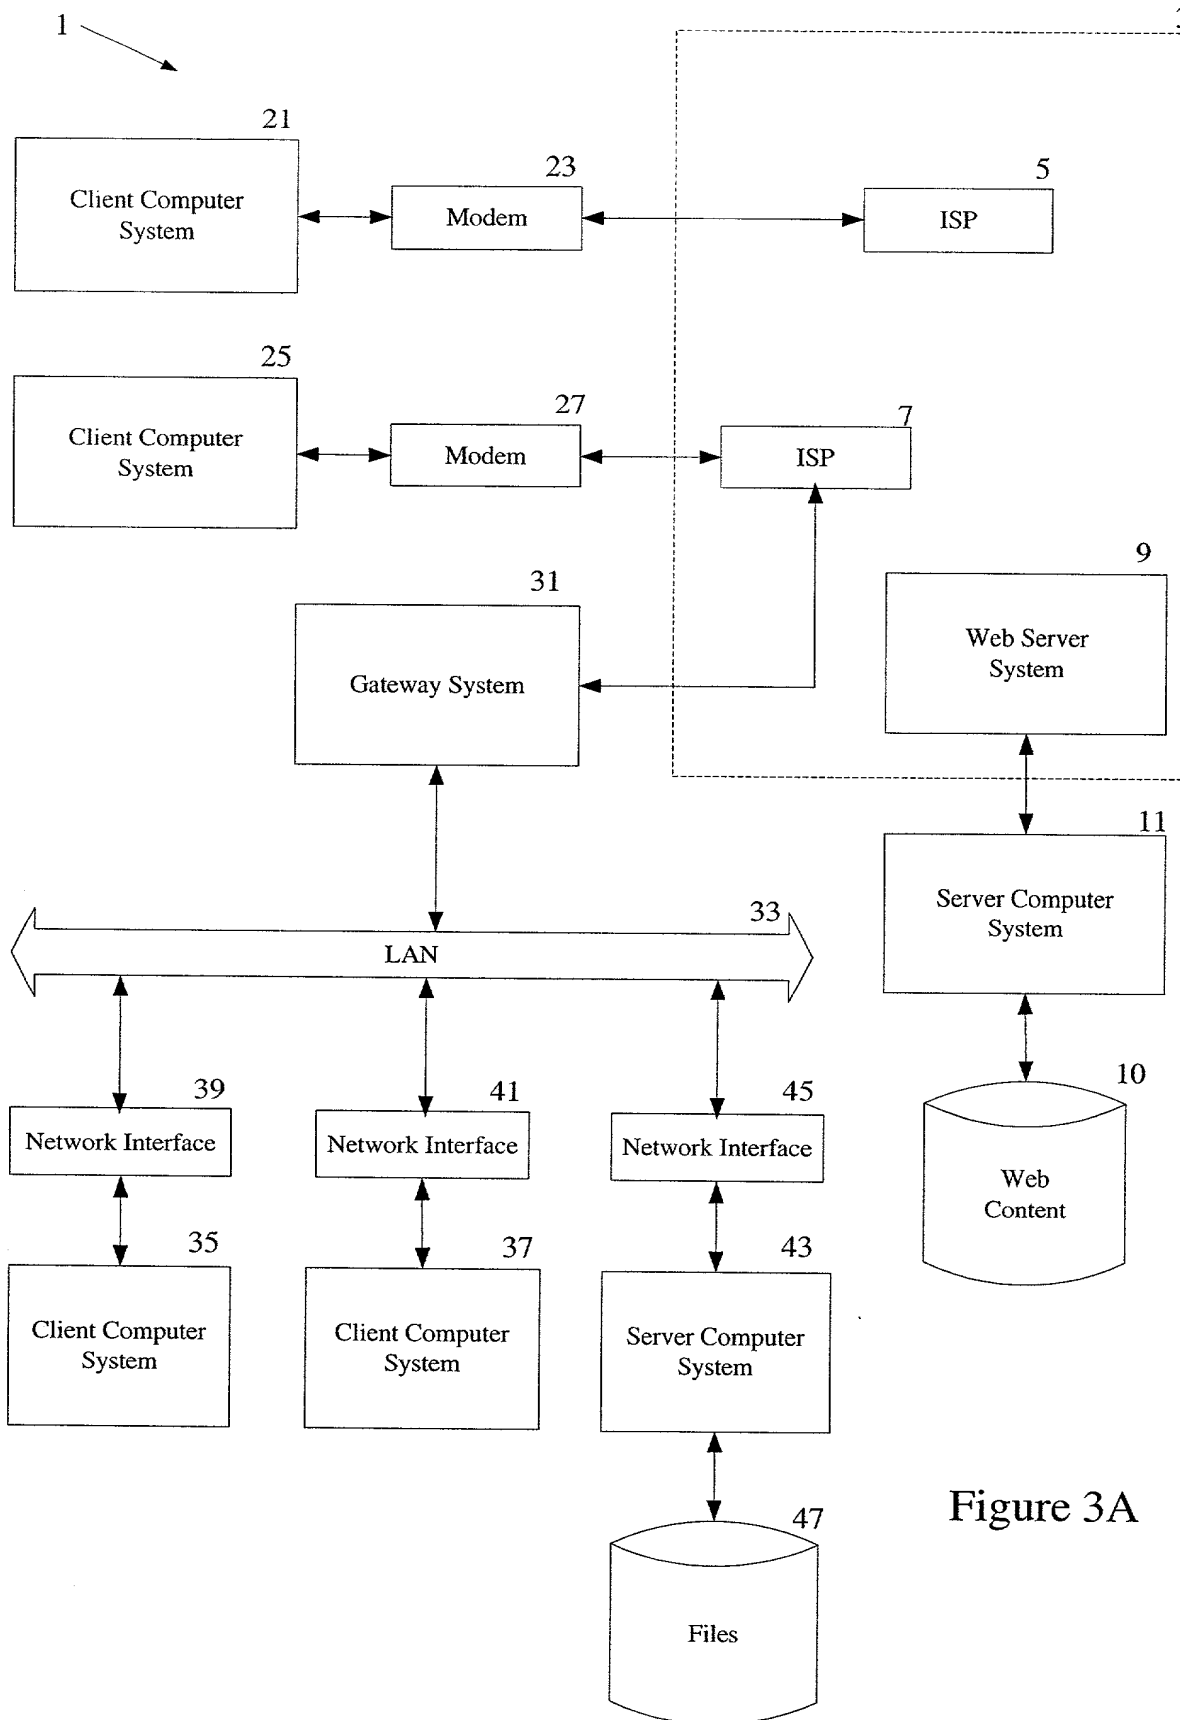 1
3
21
Client Computer
System
23
Modem
5
ISP
25
Client Computer
System
27
Modem
7
ISP
31
Gateway System
9
Web Server
System
11
Server Computer
System
33
LAN
10
Web
Content
39
Network Interface
41
Network Interface
45
Network Interface
35
Client Computer
System
37
Client Computer
System
43
Server Computer
System
47
Files
Figure 3A